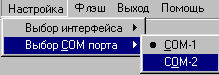 Настройка Флэш Выход Помощь
Выбор интерфейса
Выбор COM порта
COM-1
COM-2